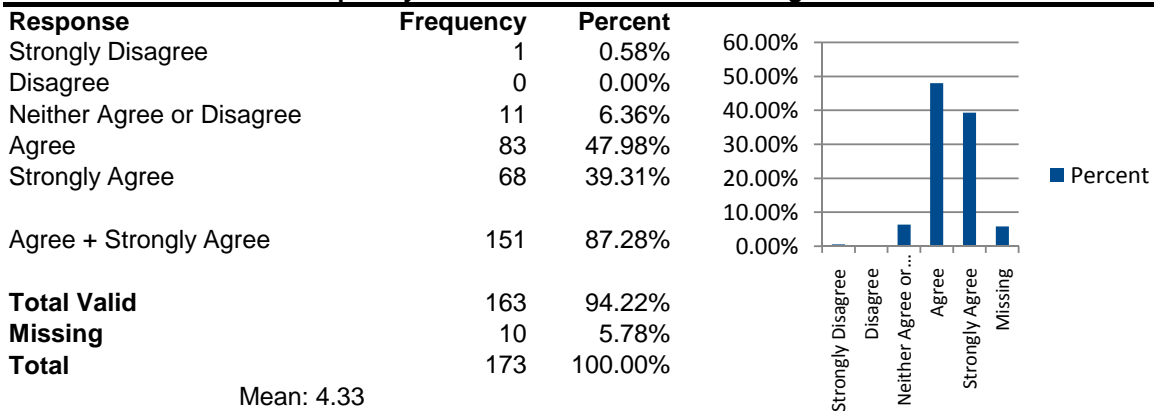 Response Frequency Percent
Strongly Disagree 1 0.58%
Disagree 0 0.00%
Neither Agree or Disagree 11 6.36%
Agree 83 47.98%
Strongly Agree 68 39.31%
Agree + Strongly Agree 151 87.28%
Total Valid 163 94.22%
Missing 10 5.78%
Total 173 100.00%
Mean: 4.33
60.00%
50.00%
40.00%
30.00%
20.00%
10.00%
0.00%
Strongly Disagree
Disagree
Neither Agree or…
Agree
Strongly Agree
Missing
Percent